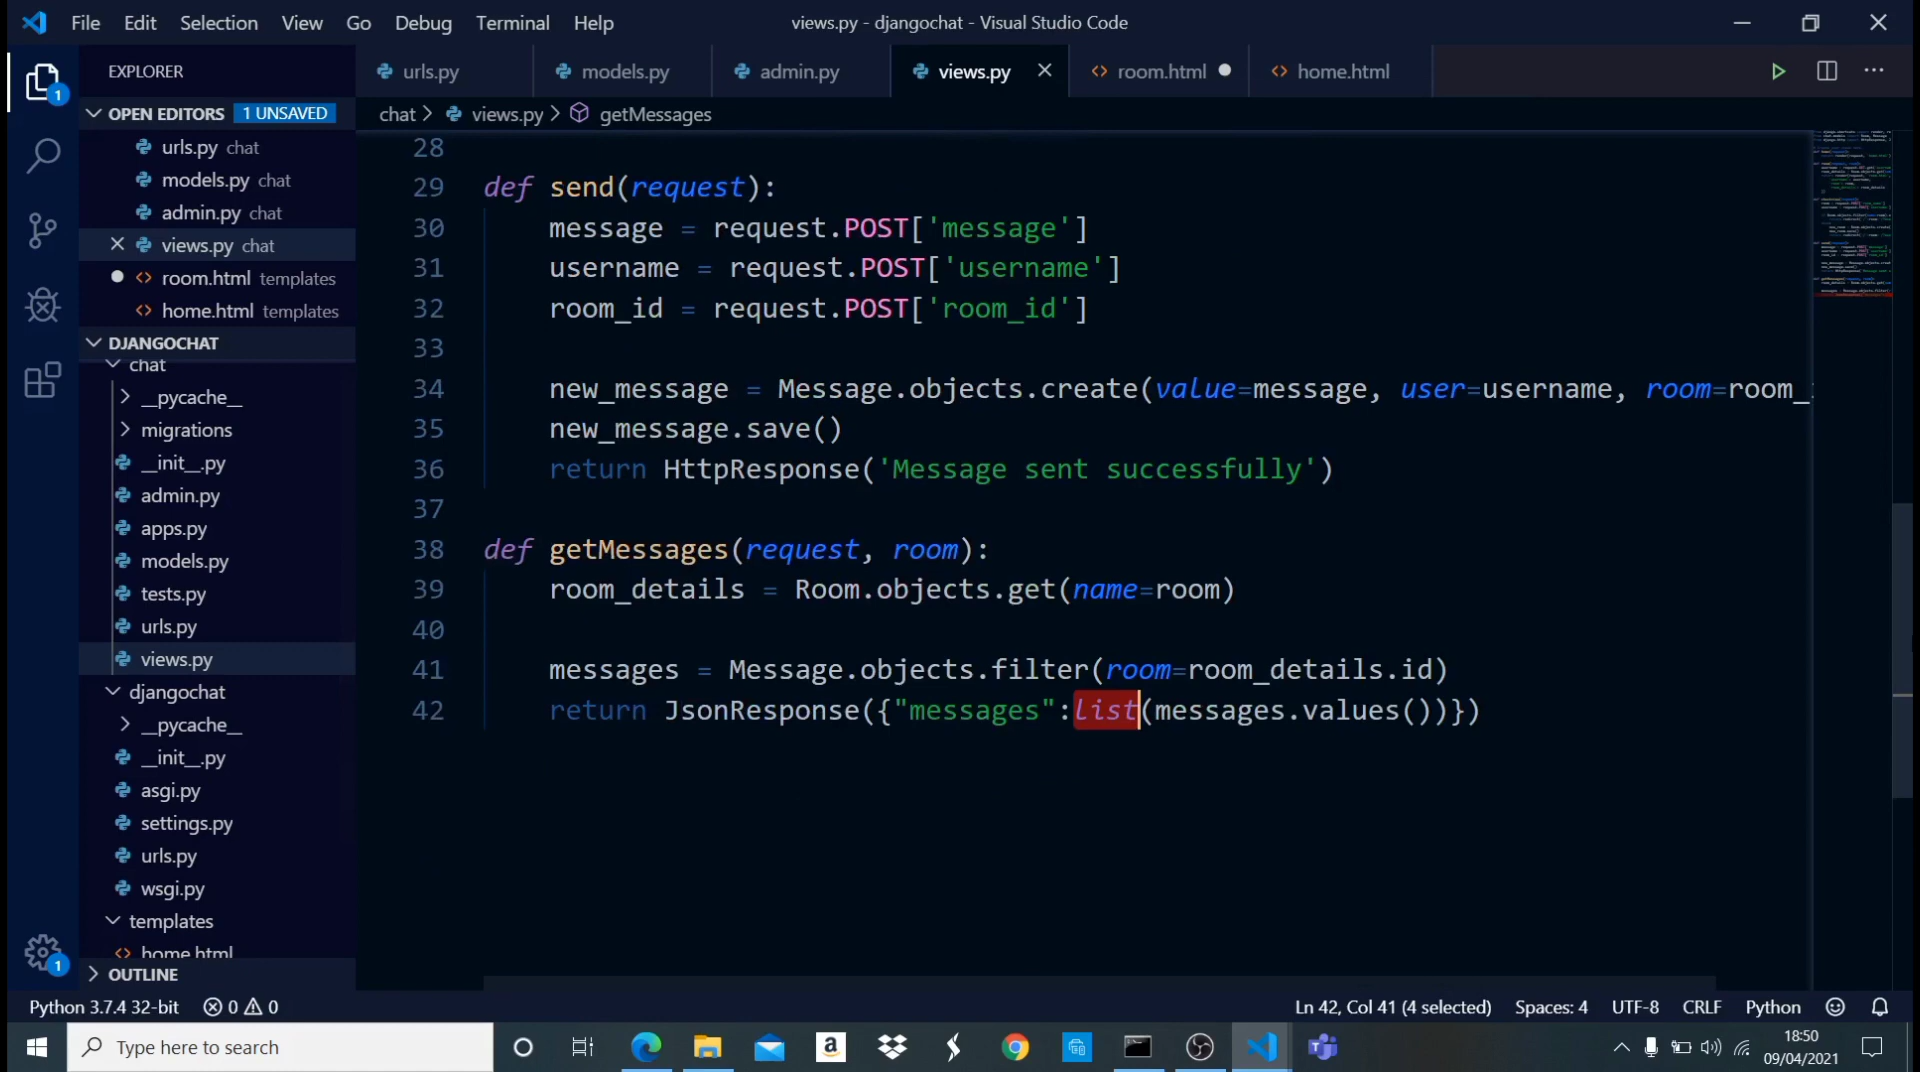 File Edit Selection View Go Debug Terminal Help
views.py - djangochat - Visual Studio Code
EXPLORER
urls.py models.py admin.py views.py room.html home.html
OPEN EDITORS 1 UNSAVED
chat > views.py > getMessages
urls.py chat
models.py chat
admin.py chat
views.py chat
room.html templates
home.html templates
DJANGOCHAT
chat
__pycache__
migrations
__init__.py
admin.py
apps.py
models.py
tests.py
urls.py
views.py
djangochat
__pycache__
__init__.py
asgi.py
settings.py
urls.py
wsgi.py
templates
home.html
OUTLINE
28
29 def send(request):
30 message = request.POST['message']
31 username = request.POST['username']
32 room_id = request.POST['room_id']
33
34 new_message = Message.objects.create(value=message, user=username, room=room_
35 new_message.save()
36 return HttpResponse('Message sent successfully')
37
38 def getMessages(request, room):
39 room_details = Room.objects.get(name=room)
40
41 messages = Message.objects.filter(room=room_details.id)
42 return JsonResponse({"messages":list(messages.values())})
1
1
Python 3.7.4 32-bit 0 0
Ln 42, Col 41 (4 selected) Spaces: 4 UTF-8 CRLF Python
Type here to search
18:50
09/04/2021